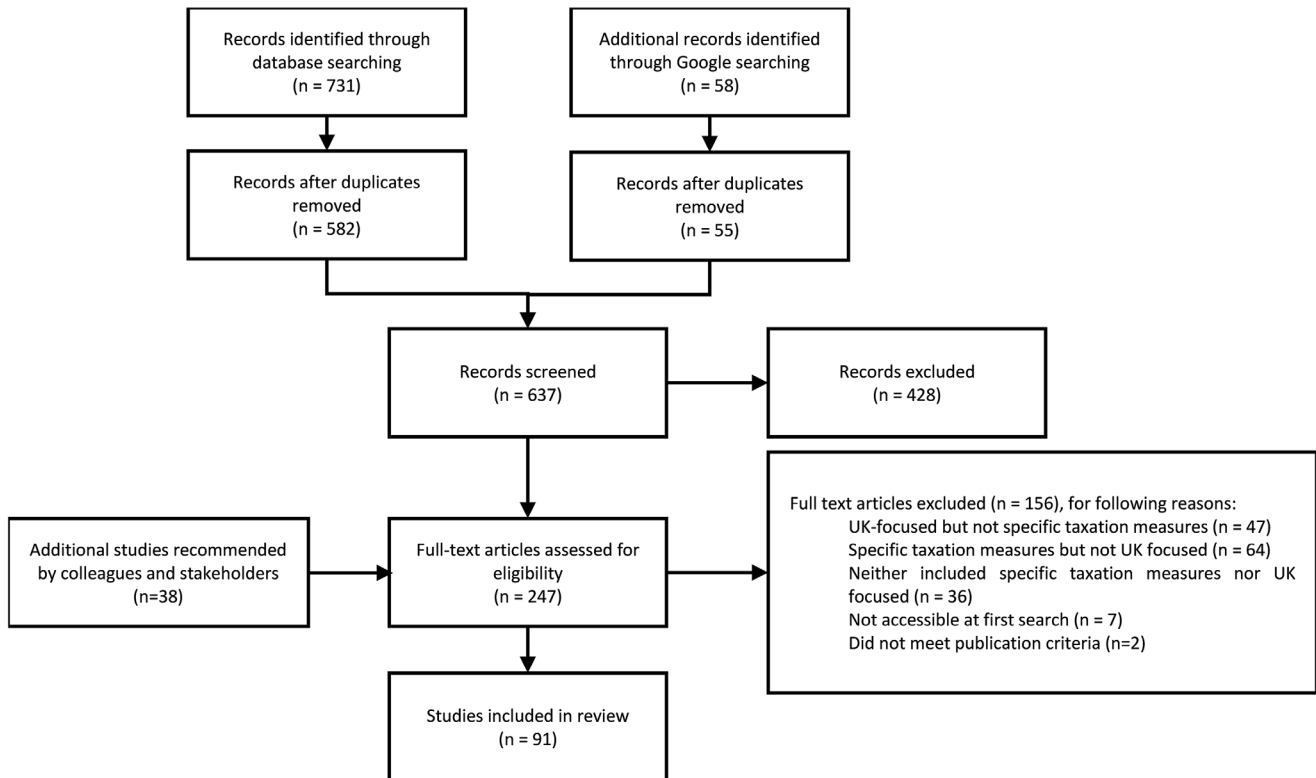 Records identified through
database searching
(n = 731)
Additional records identified
through Google searching
(n = 58)
Records after duplicates
removed
(n = 582)
Records after duplicates
removed
(n = 55)
Records screened
(n = 637)
Records excluded
(n = 428)
Additional studies recommended
by colleagues and stakeholders
(n=38)
Full-text articles assessed for
eligibility
(n = 247)
Full text articles excluded (n = 156), for following reasons:
UK-focused but not specific taxation measures (n = 47)
Specific taxation measures but not UK focused (n = 64)
Neither included specific taxation measures nor UK
focused (n = 36)
Not accessible at first search (n = 7)
Did not meet publication criteria (n=2)
Studies included in review
(n = 91)